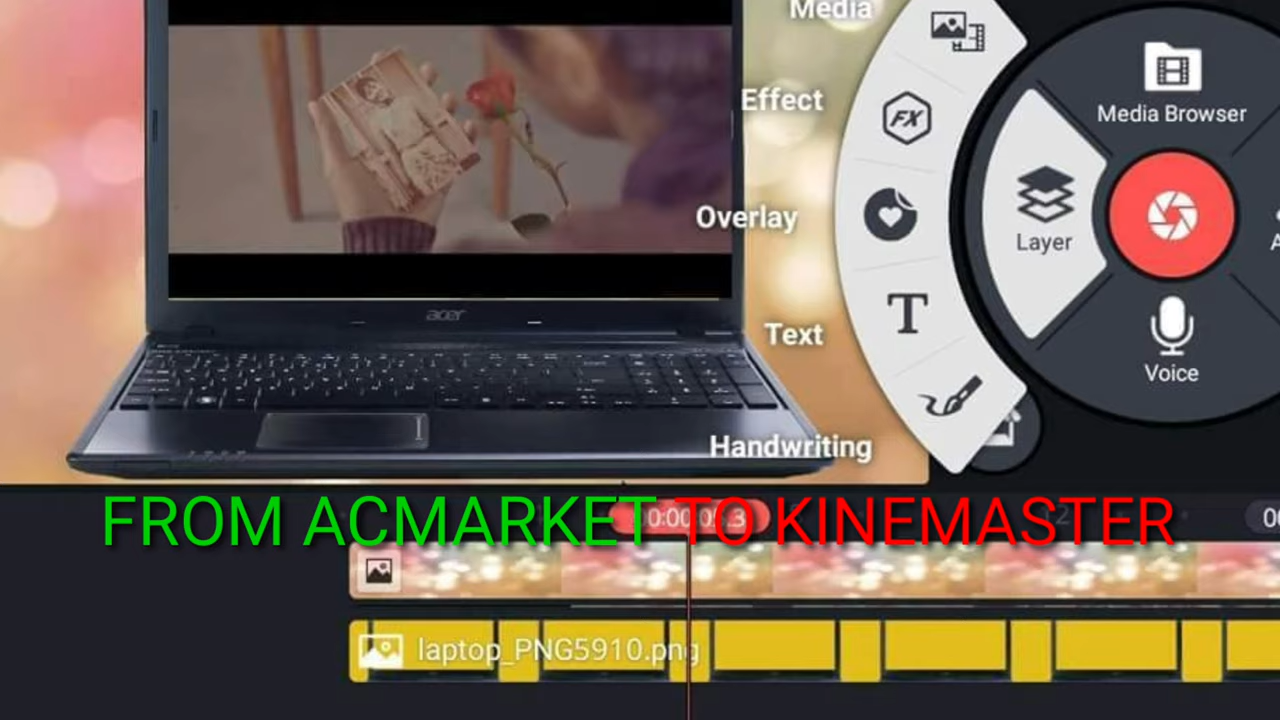 Media
Effect
Media Browser
Overlay
Layer
acer
Text
Voice
Handwriting
FROM ACMARKET TO KINEMASTER
laptop_PNG5910.png